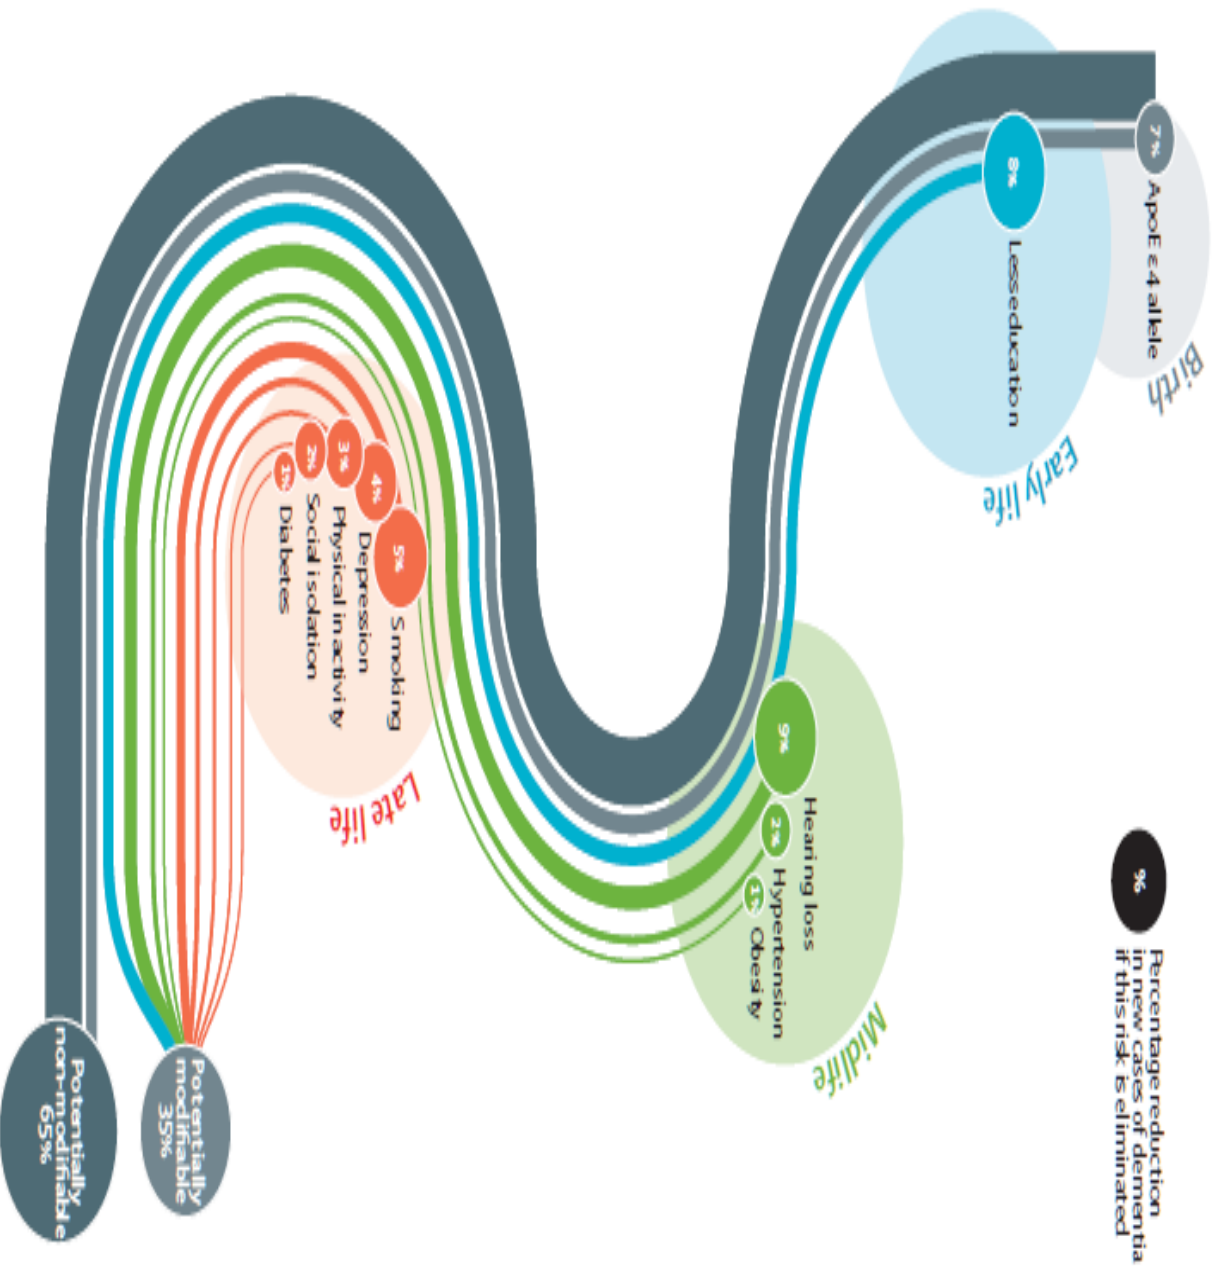 7%
ApoE ε4 allele
Birth
8%
Less education
Early life
9%
Hearing loss
2%
Hypertension
1%
Obesity
Midlife
5%
Smoking
4%
Depression
3%
Physical inactivity
2%
Social isolation
1%
Diabetes
Late life
%
Percentage reduction
in new cases of dementia
if this risk is eliminated
Potentially
modifiable
35%
Potentially
non-modifiable
65%